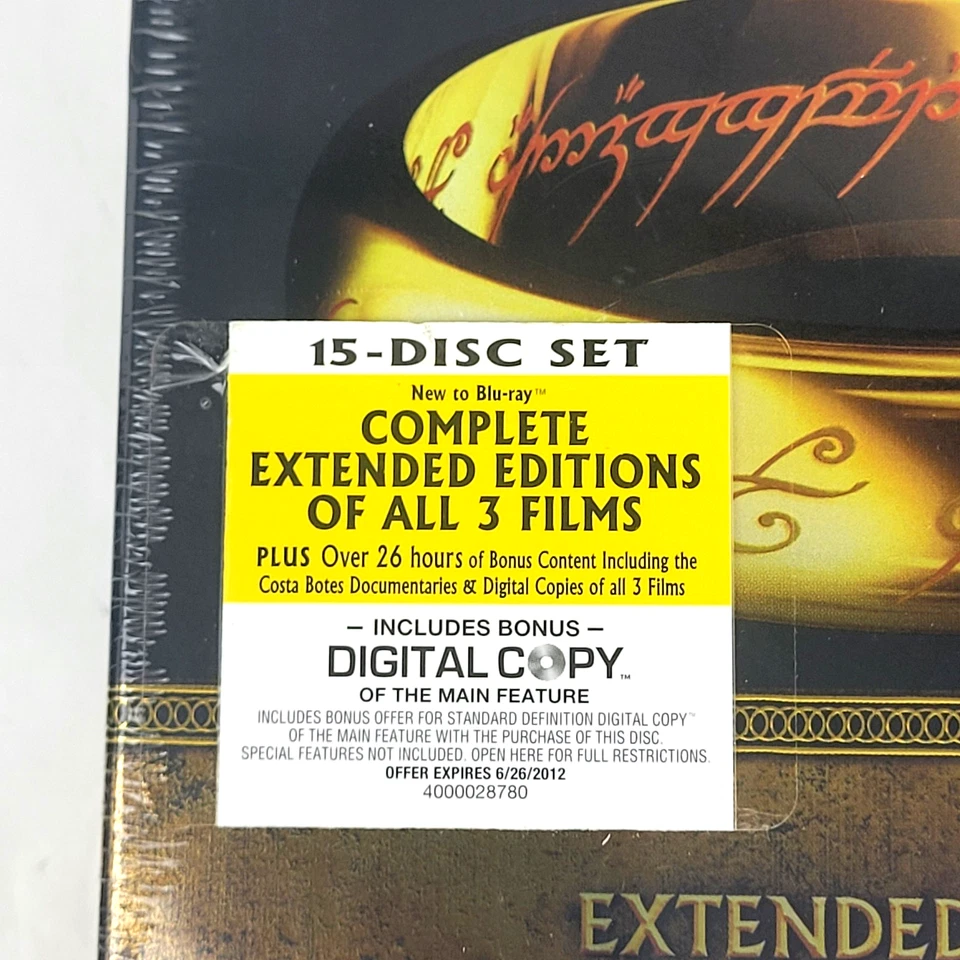 15-DISC SET
New to Blu-ray™
COMPLETE
EXTENDED EDITIONS
OF ALL 3 FILMS
PLUS Over 26 hours of Bonus Content Including the
Costa Botes Documentaries & Digital Copies of all 3 Films
– INCLUDES BONUS –
DIGITAL COPY™
OF THE MAIN FEATURE
INCLUDES BONUS OFFER FOR STANDARD DEFINITION DIGITAL COPY™
OF THE MAIN FEATURE WITH THE PURCHASE OF THIS DISC.
SPECIAL FEATURES NOT INCLUDED. OPEN HERE FOR FULL RESTRICTIONS.
OFFER EXPIRES 6/26/2012
4000028780
EXTENDED